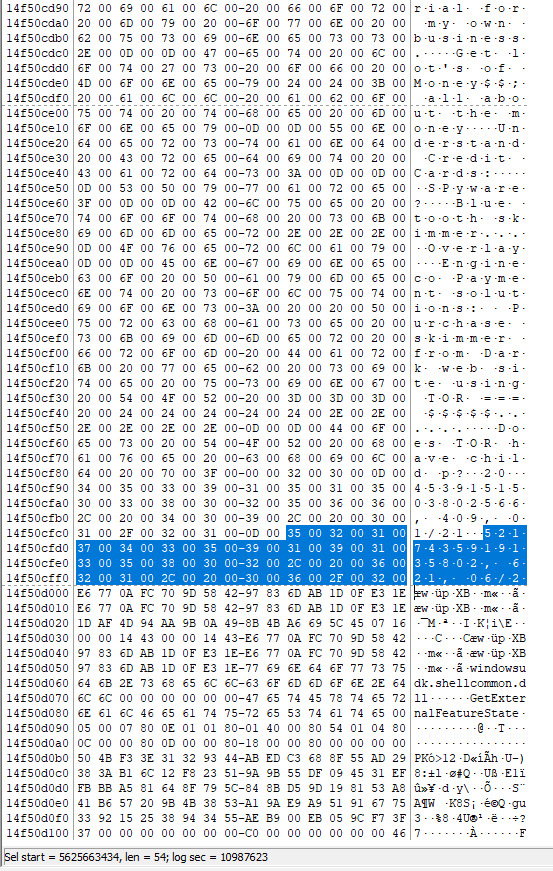 14f50cd90 72 00 69 00 61 00 6C 00-20 00 66 00 6F 00 72 00 r·i·a·l· ·f·o·r·
14f50cda0 20 00 6D 00 79 00 20 00-6F 00 77 00 6E 00 20 00  ·m·y· ·o·w·n· ·
14f50cdb0 62 00 75 00 73 00 69 00-6E 00 65 00 73 00 73 00 b·u·s·i·n·e·s·s·
14f50cdc0 2E 00 0D 00 0D 00 47 00-65 00 74 00 20 00 6C 00 .·····G·e·t· ·l·
14f50cdd0 6F 00 74 00 27 00 73 00-20 00 6F 00 66 00 20 00 o·t·'·s· ·o·f· ·
14f50cde0 4D 00 6F 00 6E 00 65 00-79 00 24 00 24 00 3B 00 M·o·n·e·y·$·$·;·
14f50cdf0 20 00 61 00 6C 00 6C 00-20 00 61 00 62 00 6F 00  ·a·l·l· ·a·b·o·
14f50ce00 75 00 74 00 20 00 74 00-68 00 65 00 20 00 6D 00 u·t· ·t·h·e· ·m·
14f50ce10 6F 00 6E 00 65 00 79 00-0D 00 0D 00 55 00 6E 00 o·n·e·y·····U·n·
14f50ce20 64 00 65 00 72 00 73 00-74 00 61 00 6E 00 64 00 d·e·r·s·t·a·n·d·
14f50ce30 20 00 43 00 72 00 65 00-64 00 69 00 74 00 20 00  ·C·r·e·d·i·t· ·
14f50ce40 43 00 61 00 72 00 64 00-73 00 3A 00 0D 00 0D 00 C·a·r·d·s·:·····
14f50ce50 0D 00 53 00 50 00 79 00-77 00 61 00 72 00 65 00 ··S·P·y·w·a·r·e·
14f50ce60 3F 00 0D 00 0D 00 42 00-6C 00 75 00 65 00 20 00 ?·····B·l·u·e· ·
14f50ce70 74 00 6F 00 6F 00 74 00-68 00 20 00 73 00 6B 00 t·o·o·t·h· ·s·k·
14f50ce80 69 00 6D 00 6D 00 65 00-72 00 2E 00 2E 00 2E 00 i·m·m·e·r·.·.·.·
14f50ce90 0D 00 4F 00 76 00 65 00-72 00 6C 00 61 00 79 00 ··O·v·e·r·l·a·y·
14f50cea0 0D 00 0D 00 45 00 6E 00-67 00 69 00 6E 00 65 00 ····E·n·g·i·n·e·
14f50ceb0 63 00 6F 00 20 00 50 00-61 00 79 00 6D 00 65 00 c·o· ·P·a·y·m·e·
14f50cec0 6E 00 74 00 20 00 73 00-6F 00 6C 00 75 00 74 00 n·t· ·s·o·l·u·t·
14f50ced0 69 00 6F 00 6E 00 73 00-3A 00 20 00 20 00 50 00 i·o·n·s·:· · ·P·
14f50cee0 75 00 72 00 63 00 68 00-61 00 73 00 65 00 20 00 u·r·c·h·a·s·e· ·
14f50cef0 73 00 6B 00 69 00 6D 00-6D 00 65 00 72 00 20 00 s·k·i·m·m·e·r· ·
14f50cf00 66 00 72 00 6F 00 6D 00-20 00 44 00 61 00 72 00 f·r·o·m· ·D·a·r·
14f50cf10 6B 00 20 00 77 00 65 00-62 00 20 00 73 00 69 00 k· ·w·e·b· ·s·i·
14f50cf20 74 00 65 00 20 00 75 00-73 00 69 00 6E 00 67 00 t·e· ·u·s·i·n·g·
14f50cf30 20 00 54 00 4F 00 52 00-20 00 3D 00 3D 00 3D 00  ·T·O·R· ·=·=·=·
14f50cf40 20 00 24 00 24 00 24 00-24 00 24 00 2E 00 2E 00  ·$·$·$·$·$·.·.·
14f50cf50 2E 00 2E 00 2E 00 2E 00-0D 00 0D 00 44 00 6F 00 .·.·.·.·····D·o·
14f50cf60 65 00 73 00 20 00 54 00-4F 00 52 00 20 00 68 00 e·s· ·T·O·R· ·h·
14f50cf70 61 00 76 00 65 00 20 00-63 00 68 00 69 00 6C 00 a·v·e· ·c·h·i·l·
14f50cf80 64 00 20 00 70 00 3F 00-0D 00 32 00 30 00 0D 00 d· ·p·?···2·0···
14f50cf90 34 00 35 00 33 00 39 00-31 00 35 00 31 00 35 00 4·5·3·9·1·5·1·5·
14f50cfa0 30 00 33 00 38 00 30 00-32 00 35 00 36 00 36 00 0·3·8·0·2·5·6·6·
14f50cfb0 2C 00 20 00 34 00 30 00-39 00 2C 00 20 00 30 00 ,· ·4·0·9·,· ·0·
14f50cfc0 31 00 2F 00 32 00 31 00-0D 00 35 00 32 00 31 00 1·/·2·1···5·2·1·
14f50cfd0 37 00 34 00 33 00 35 00-39 00 31 00 39 00 31 00 7·4·3·5·9·1·9·1·
14f50cfe0 33 00 35 00 38 00 30 00-32 00 2C 00 20 00 36 00 3·5·8·0·2·,· ·6·
14f50cff0 32 00 31 00 2C 00 20 00-30 00 36 00 2F 00 32 00 2·1·,· ·0·6·/·2·
14f50d000 E6 77 0A FC 70 9D 58 42-97 83 6D AB 1D 0F E3 1E æw·üp·XB··m«··ã·
14f50d010 E6 77 0A FC 70 9D 58 42-97 83 6D AB 1D 0F E3 1E æw·üp·XB··m«··ã·
14f50d020 1D AF 4D 94 AA 9B 0A 49-8B 4B A6 69 5C 45 07 16 ·¯M·ª··I·K¦i\E··
14f50d030 00 00 14 43 00 00 14 43-E6 77 0A FC 70 9D 58 42 ···C···Cæw·üp·XB
14f50d040 97 83 6D AB 1D 0F E3 1E-E6 77 0A FC 70 9D 58 42 ··m«··ã·æw·üp·XB
14f50d050 97 83 6D AB 1D 0F E3 1E-77 69 6E 64 6F 77 73 75 ··m«··ã·windowsu
14f50d060 64 6B 2E 73 68 65 6C 6C-63 6F 6D 6D 6F 6E 2E 64 dk.shellcommon.d
14f50d070 6C 6C 00 00 00 00 00 00-47 65 74 45 78 74 65 72 ll······GetExter
14f50d080 6E 61 6C 46 65 61 74 75-72 65 53 74 61 74 65 00 nalFeatureState·
14f50d090 05 00 07 80 0E 01 01 80-01 40 00 80 54 01 04 80 ·········@··T···
14f50d0a0 0C 00 00 80 0D 00 00 80-18 00 00 80 80 00 00 80 ················
14f50d0b0 50 4B F3 3E 31 32 93 44-AB ED C3 68 8F 55 AD 29 PKó>12·D«íÃh·U-)
14f50d0c0 38 3A B1 6C 12 F8 23 51-9A 9B 55 DF 09 45 31 EF 8:±l·ø#Q··Uß·E1ï
14f50d0d0 FB BB A5 81 64 8F 79 5C-84 8B D5 9D 19 81 53 A8 û»¥·d·y\··Õ···S¨
14f50d0e0 41 B6 57 20 9B 4B 38 53-A1 9A E9 A9 51 91 67 75 A¶W ·K8S¡·é©Q·gu
14f50d0f0 33 92 15 25 38 94 34 55-AE B9 00 EB 05 9C F7 3F 3··%8·4U®¹·ë··÷?
14f50d100 37 00 00 00 00 00 00 00-C0 00 00 00 00 00 00 46 7·······À······F
Sel start = 5625663434, len = 54; log sec = 10987623